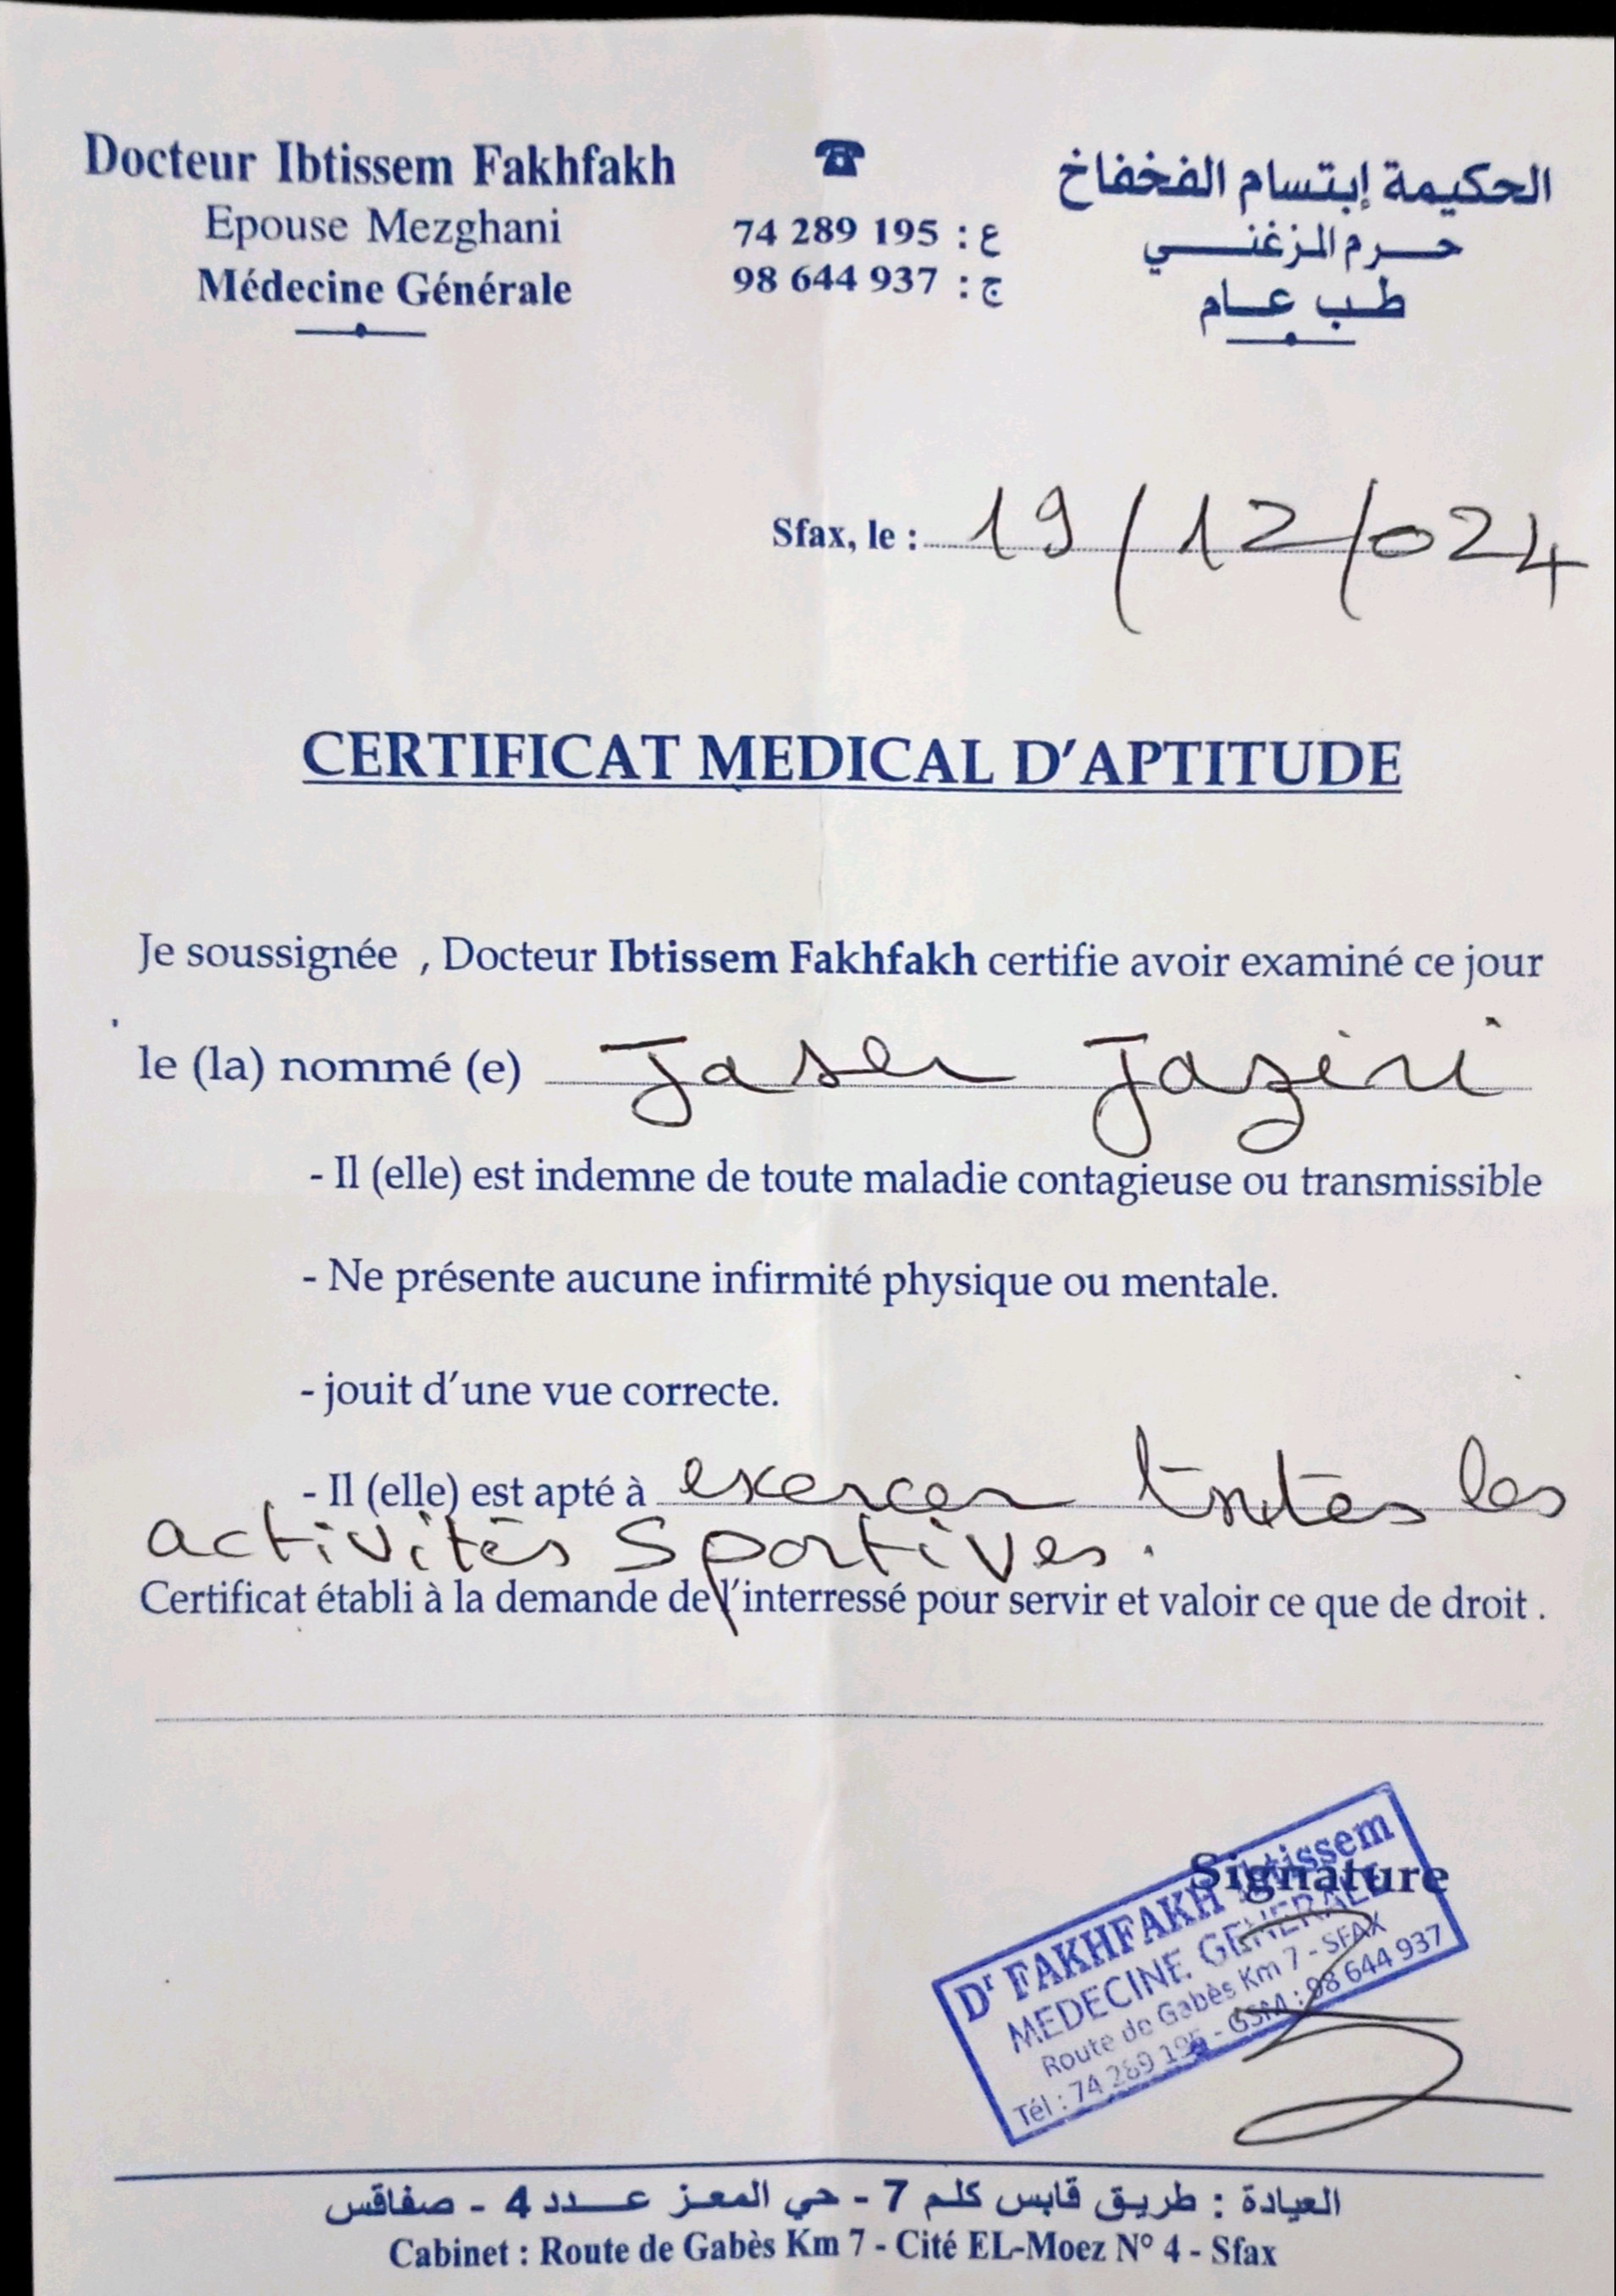 Docteur Ibtissem Fakhfakh
Epouse Mezghani
Médecine Générale
☎
74 289 195 : ع
98 644 937 : ج
الحكيمة إبتسام الفخفاخ
حرم المزغني
طب عام
Sfax, le : 19/12/024
CERTIFICAT MEDICAL D'APTITUDE
Je soussignée , Docteur Ibtissem Fakhfakh certifie avoir examiné ce jour
le (la) nommé (e) Jaser Jaziri
- Il (elle) est indemne de toute maladie contagieuse ou transmissible
- Ne présente aucune infirmité physique ou mentale.
- jouit d'une vue correcte.
- Il (elle) est apté à exercer toutes les
activités sportives.
Certificat établi à la demande de l'interressé pour servir et valoir ce que de droit .
Signature
Dr FAKHFAKH Ibtissem
MEDECINE GENERALE
Route de Gabès Km 7 - SFAX
Tél : 74 289 195 - GSM : 98 644 937
العيادة : طريق قابس كلم 7 - حي المعز عدد 4 - صفاقس
Cabinet : Route de Gabès Km 7 - Cité EL-Moez N° 4 - Sfax